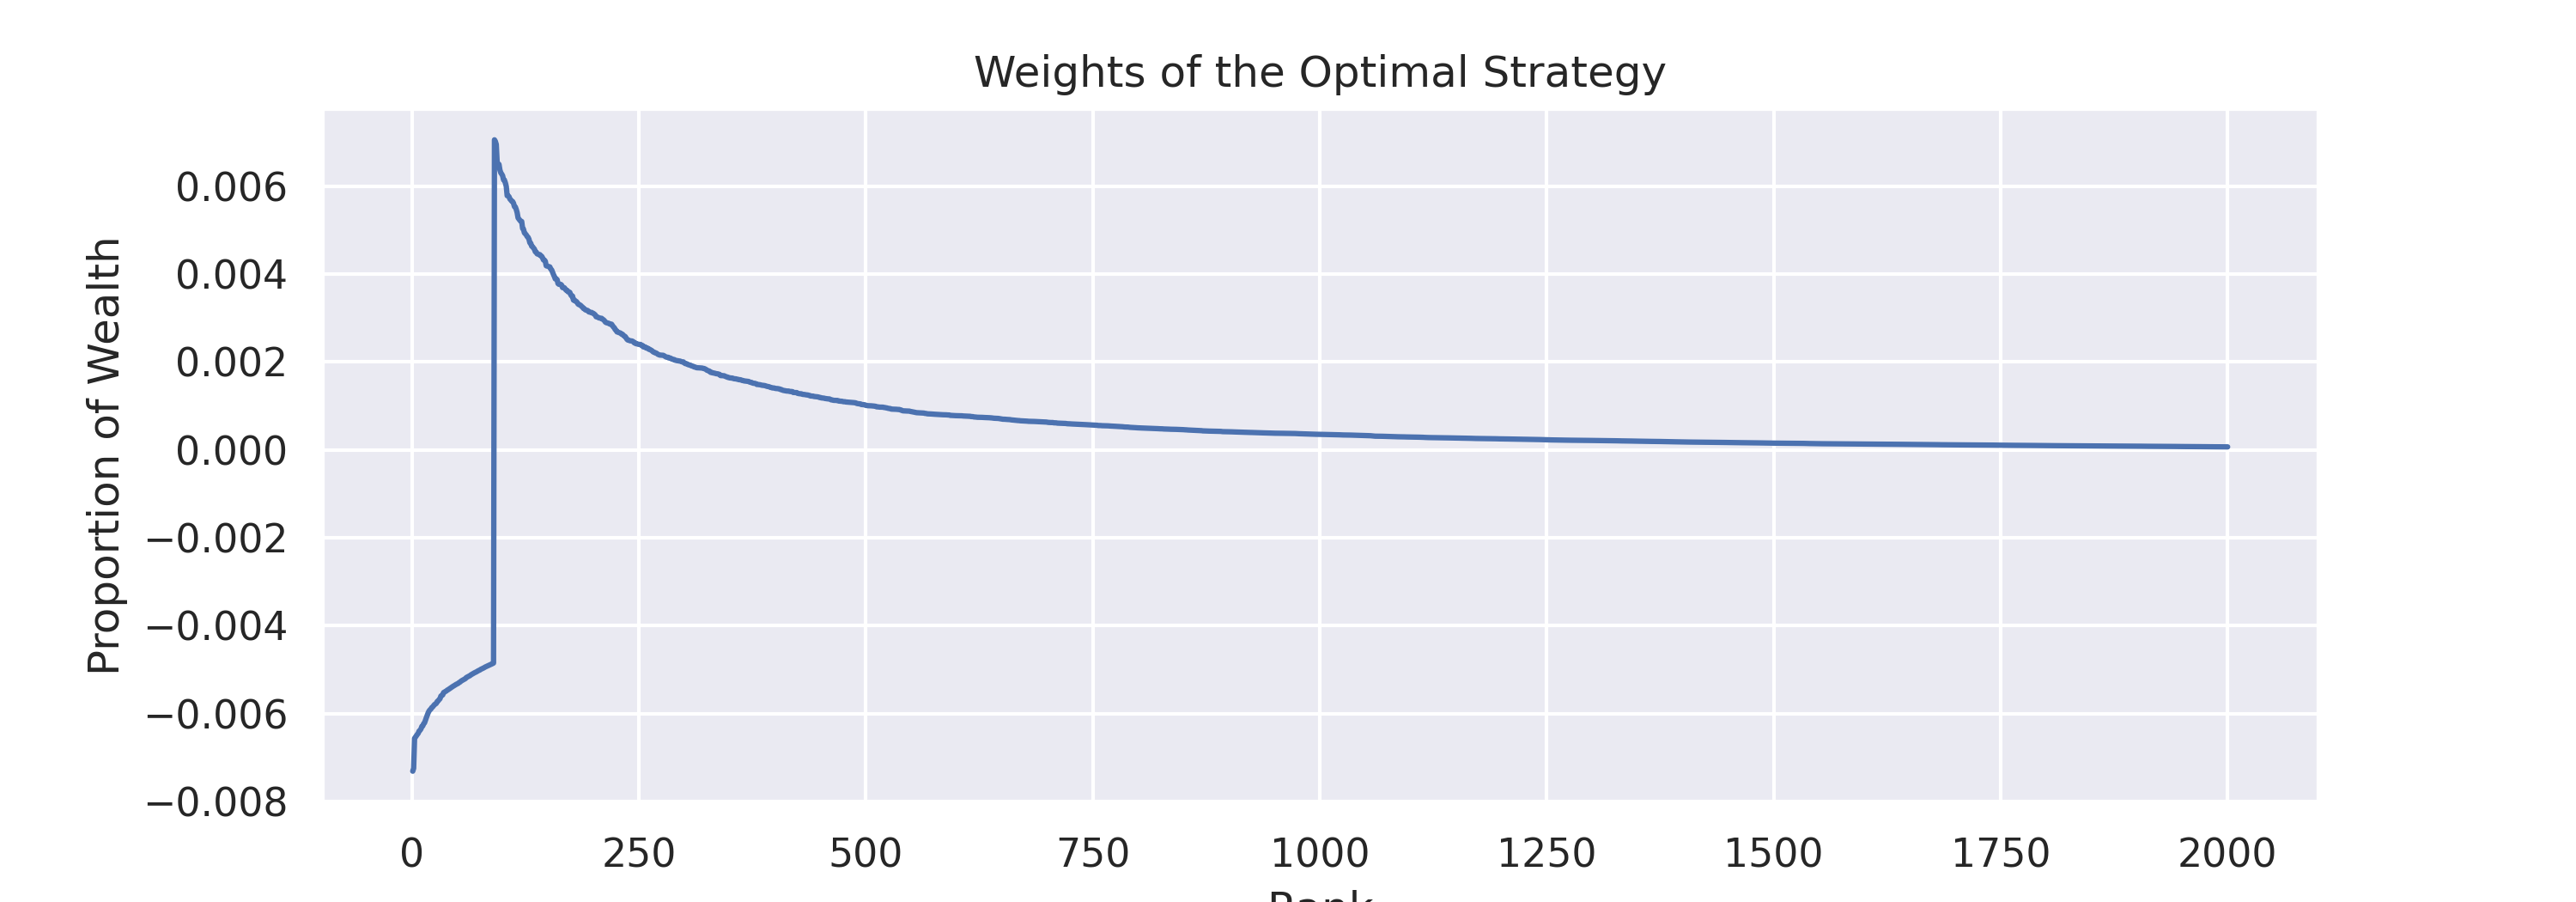 Weights of the Optimal Strategy
Proportion of Wealth
0.006
0.004
0.002
0.000
−0.002
−0.004
−0.006
−0.008
0 250 500 750 1000 1250 1500 1750 2000
Rank